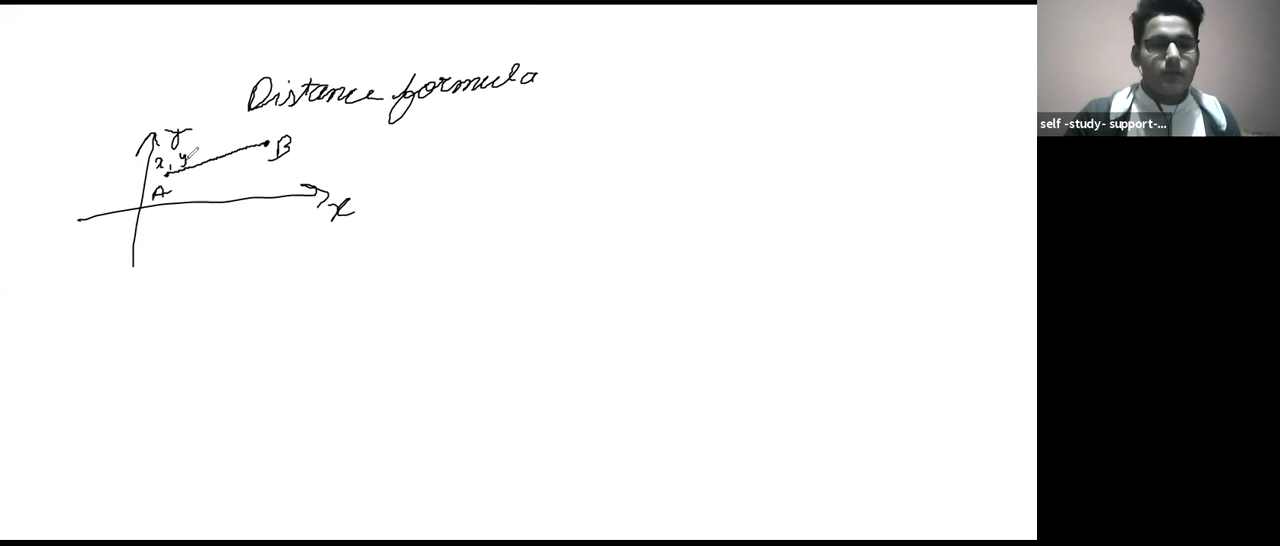 Distance formula
Y
x, y
B
A
x
self -study- support-...